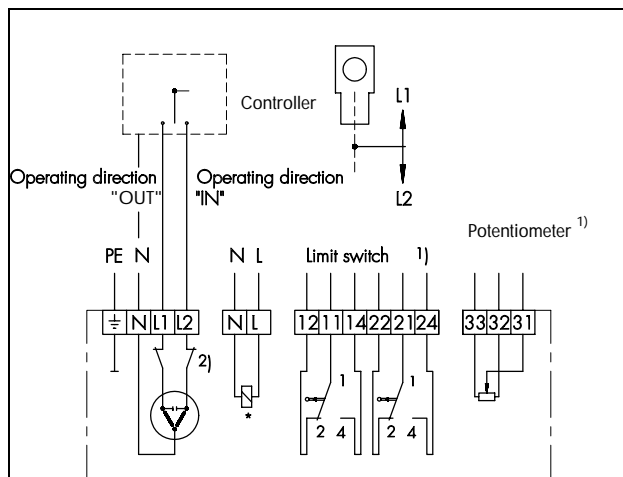 Controller
L1
L2
Operating direction
"OUT"
Operating direction
"IN"
Potentiometer 1)
PE N
N L
Limit switch 1)
N L1 L2
N L
12 11 14 22 21 24
33 32 31
2)
*
1
2 4
1
2 4